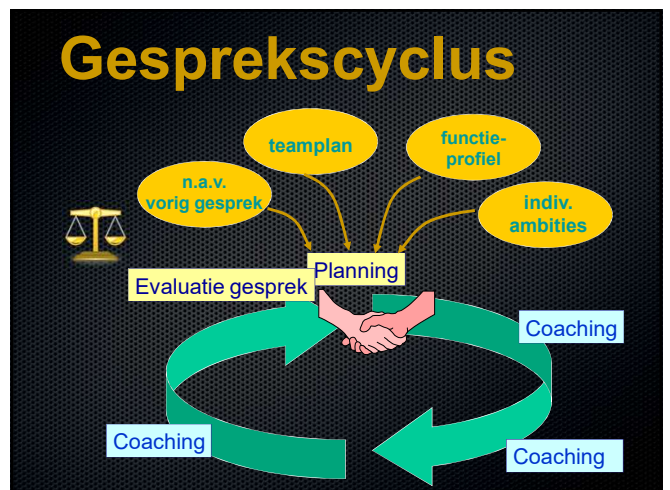 Gesprekscyclus
teamplan
functie-
profiel
n.a.v.
vorig gesprek
indiv.
ambities
Planning
Evaluatie gesprek
Coaching
Coaching
Coaching